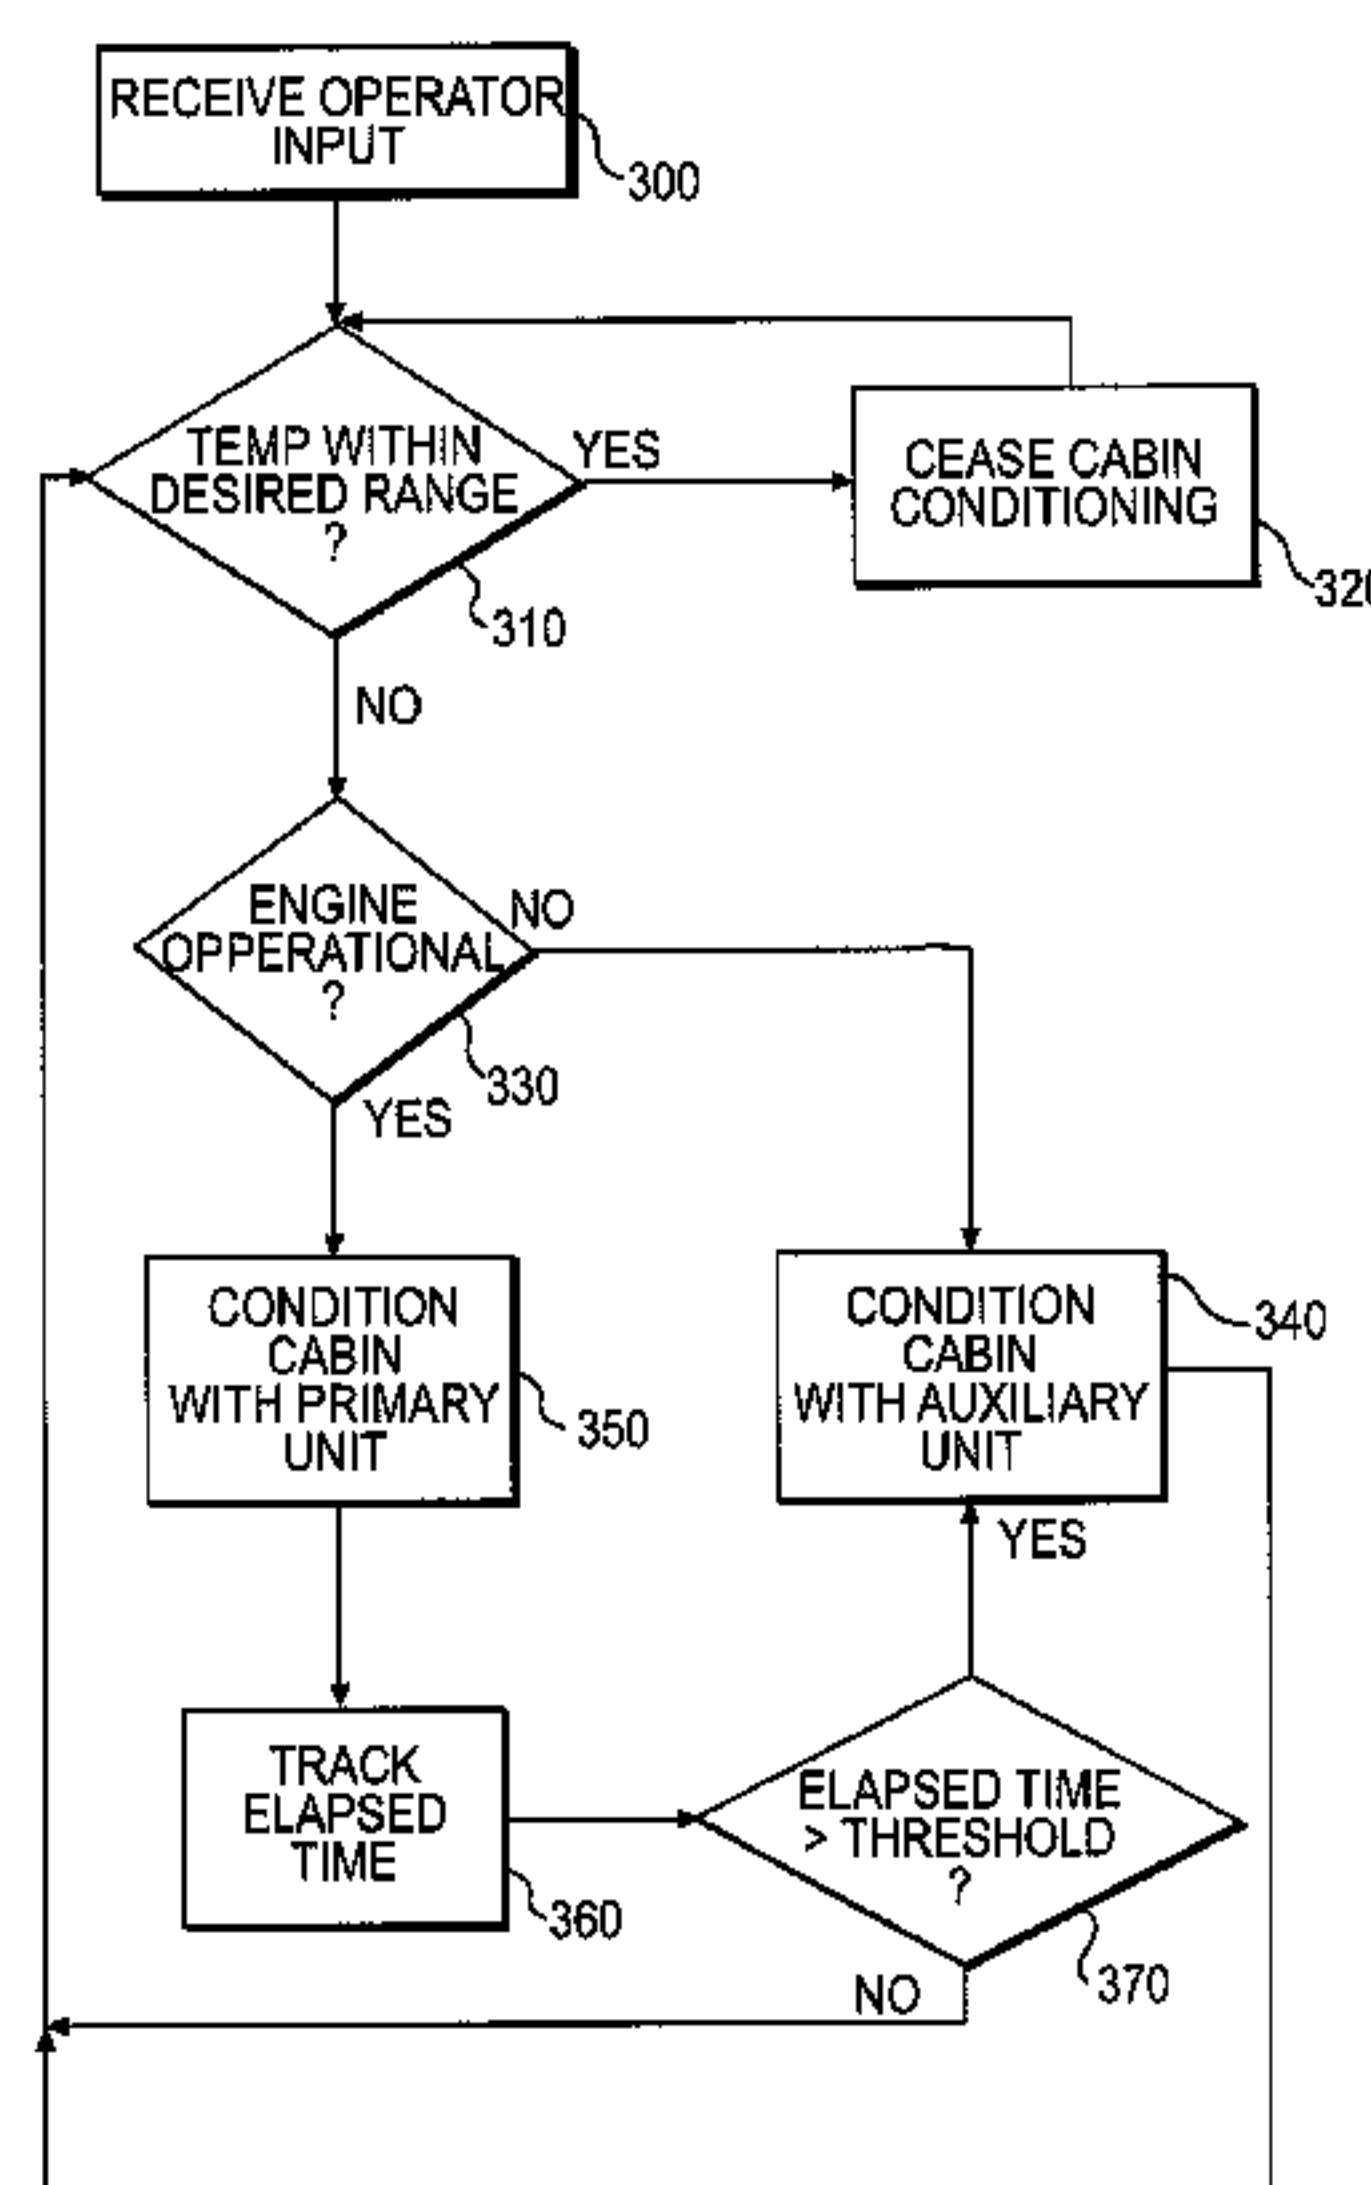 RECEIVE OPERATOR
INPUT
300
TEMP WITHIN
DESIRED RANGE
?
YES
310
CEASE CABIN
CONDITIONING
320
NO
ENGINE
OPPERATIONAL
?
NO
330
YES
CONDITION
CABIN
WITH PRIMARY
UNIT
350
CONDITION
CABIN
WITH AUXILIARY
UNIT
340
YES
TRACK
ELAPSED
TIME
360
ELAPSED TIME
> THRESHOLD
?
370
NO